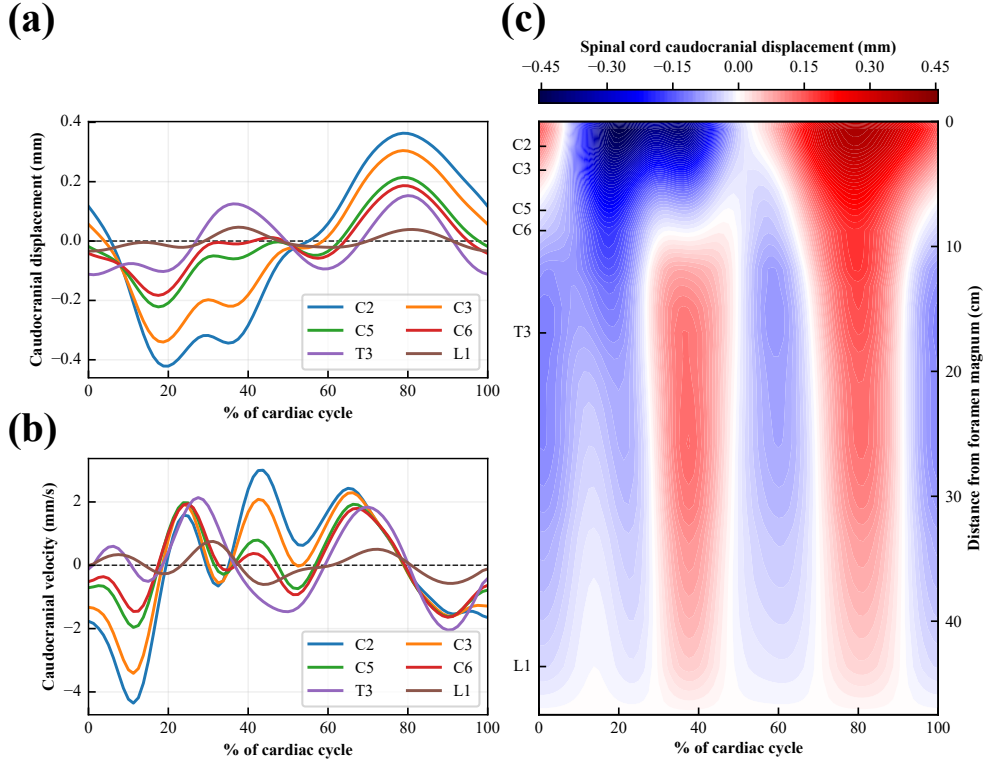 (a)
Caudocranial displacement (mm)
0.4
0.2
0.0
−0.2
−0.4
C2 C3
C5 C6
T3 L1
0 20 40 60 80 100
% of cardiac cycle
(b)
Caudocranial velocity (mm/s)
2
0
−2
−4
C2 C3
C5 C6
T3 L1
0 20 40 60 80 100
% of cardiac cycle
(c)
Spinal cord caudocranial displacement (mm)
−0.45 −0.30 −0.15 0.00 0.15 0.30 0.45
C2
C3
C5
C6
T3
L1
0
10
20
30
40
Distance from foramen magnum (cm)
0 20 40 60 80 100
% of cardiac cycle